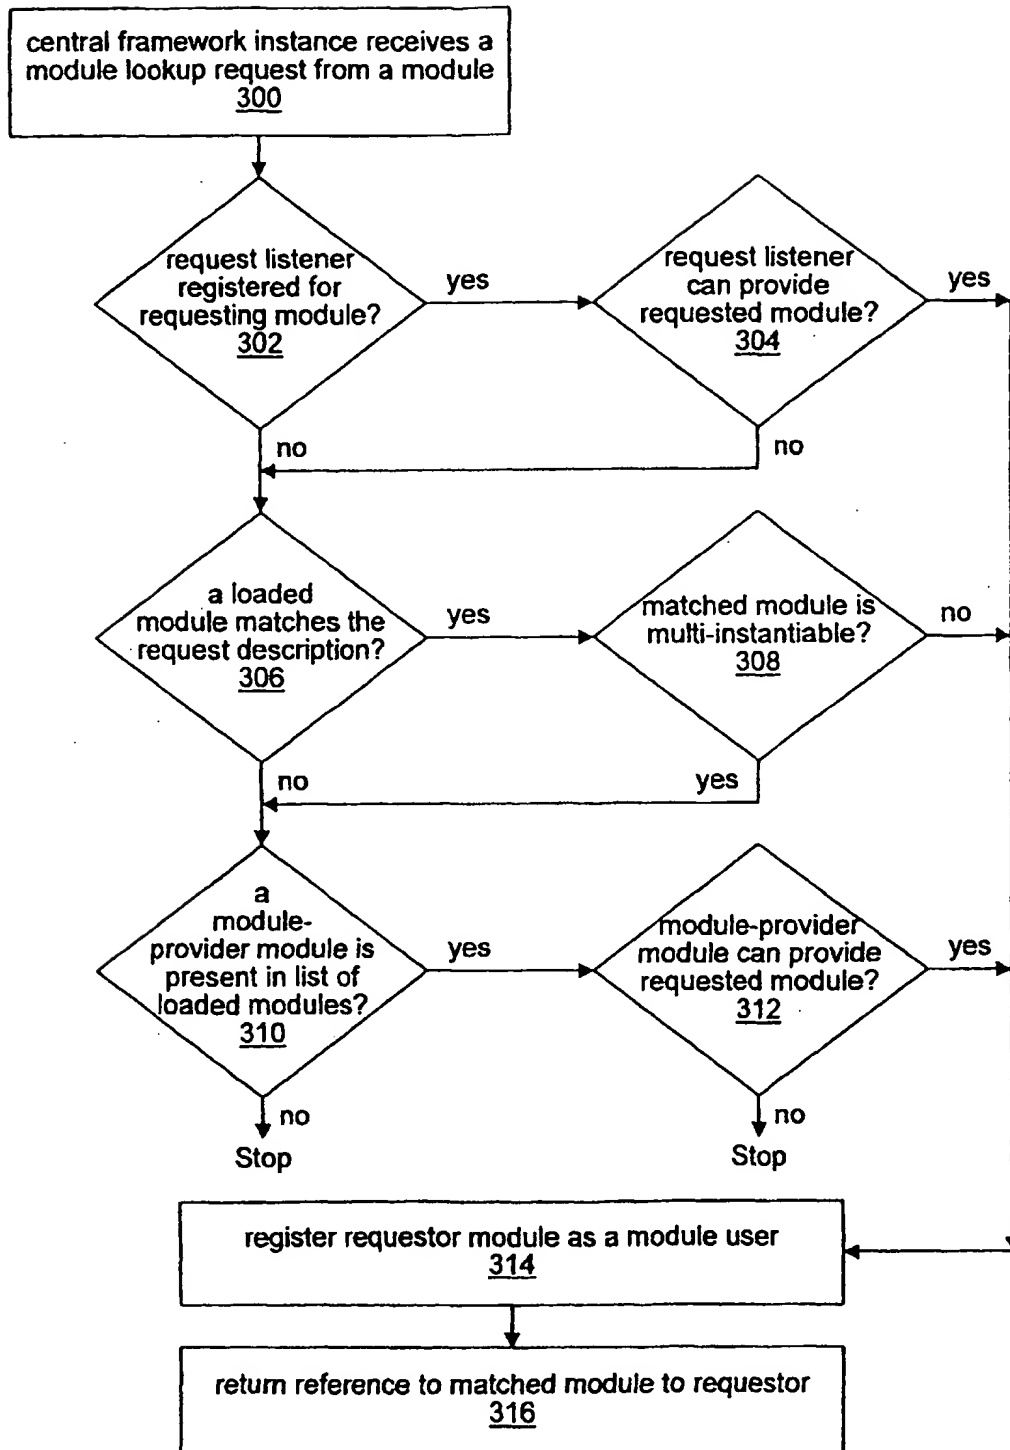 central framework instance receives a
module lookup request from a module
300
request listener
registered for
requesting module?
302
yes
request listener
can provide
requested module?
304
yes
no
no
a loaded
module matches the
request description?
306
yes
matched module is
multi-instantiable?
308
no
no
yes
a
module-
provider module is
present in list of
loaded modules?
310
yes
module-provider
module can provide
requested module?
312
yes
no
Stop
no
Stop
register requestor module as a module user
314
return reference to matched module to requestor
316